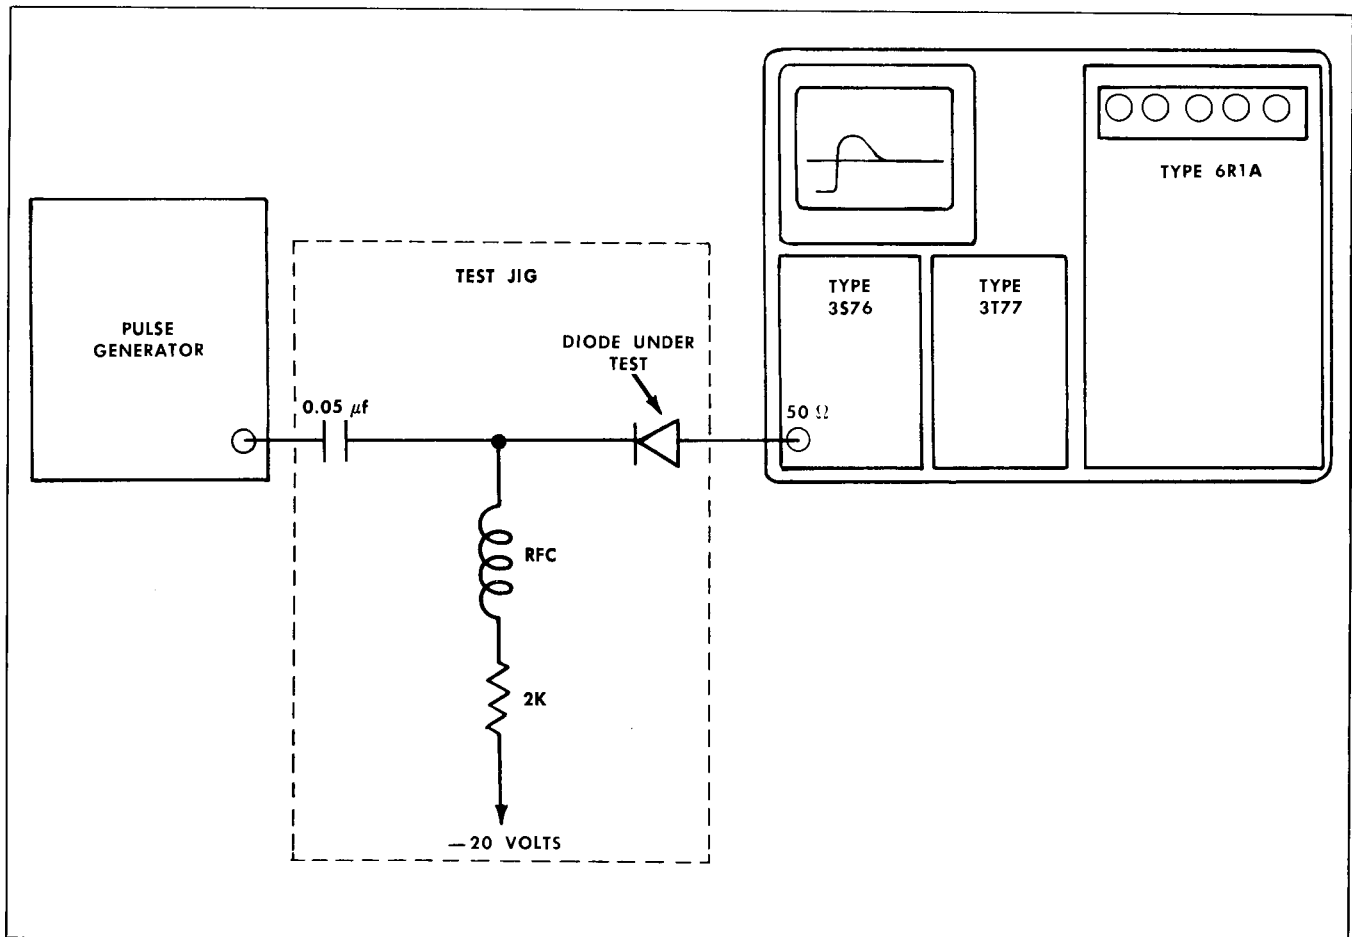 TYPE 6R1A
TEST JIG
TYPE
3S76
TYPE
3T77
PULSE
GENERATOR
DIODE UNDER
TEST
0.05 μf
50 Ω
RFC
2K
—20 VOLTS